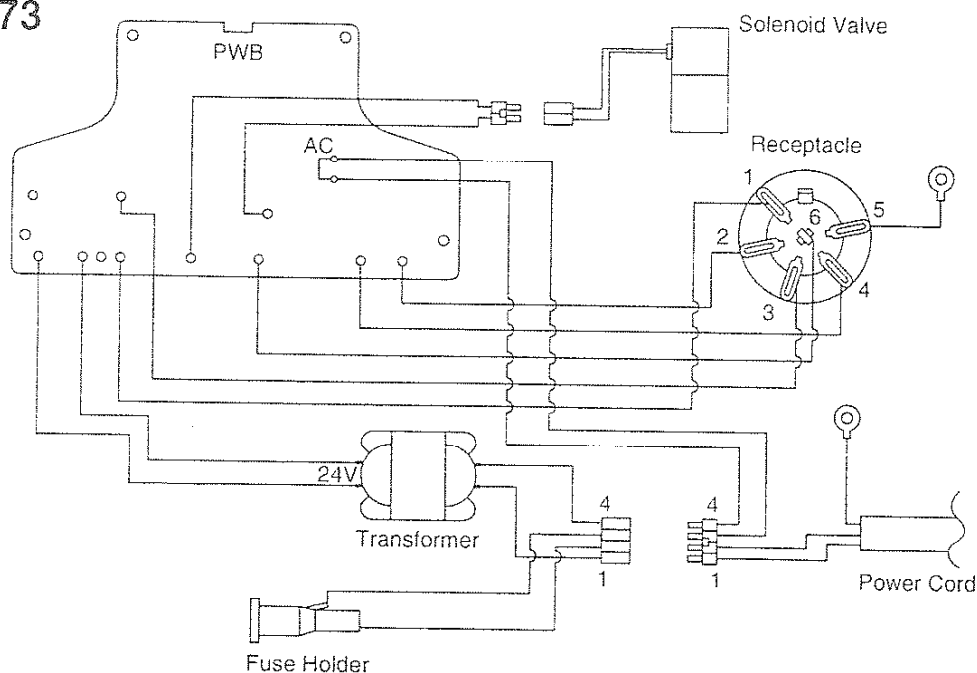 73
PWB
Solenoid Valve
AC
Receptacle
1
2
3
4
5
6
24V
Transformer
4
1
4
1
Power Cord
Fuse Holder